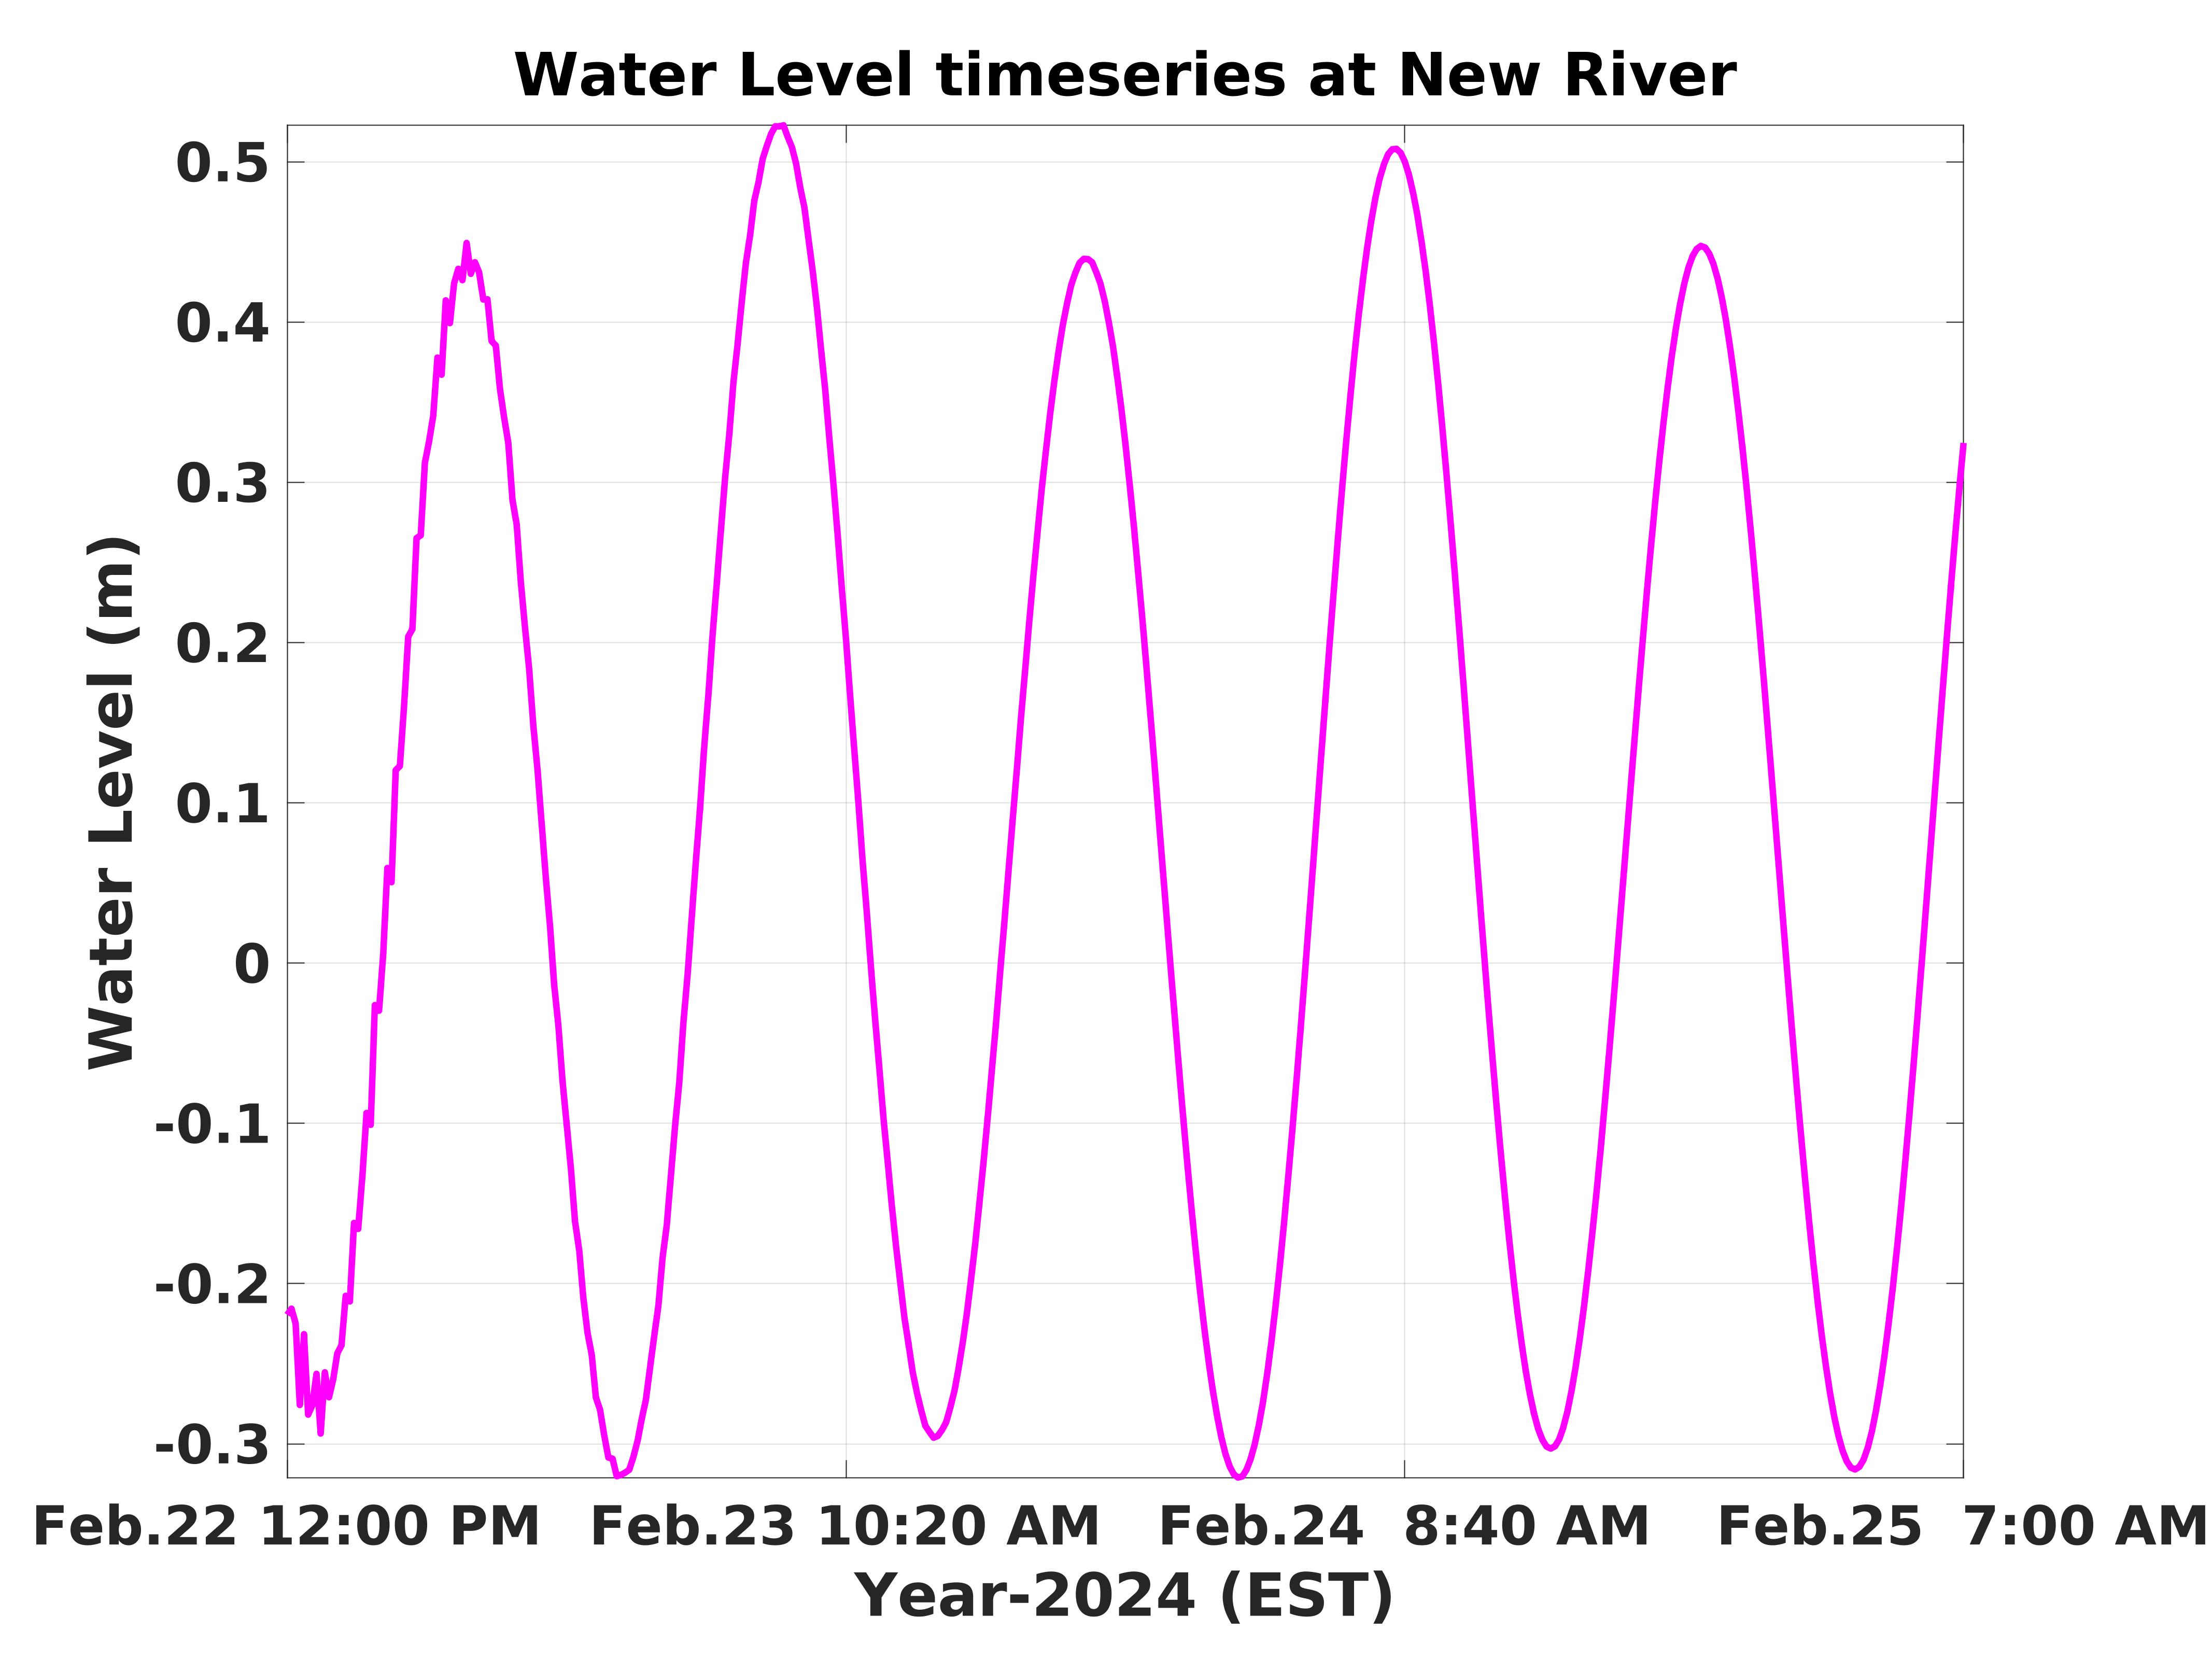 Water Level timeseries at New River
Water Level (m)
0.5
0.4
0.3
0.2
0.1
0
-0.1
-0.2
-0.3
Feb.22 12:00 PM Feb.23 10:20 AM Feb.24 8:40 AM Feb.25 7:00 AM
Year-2024 (EST)